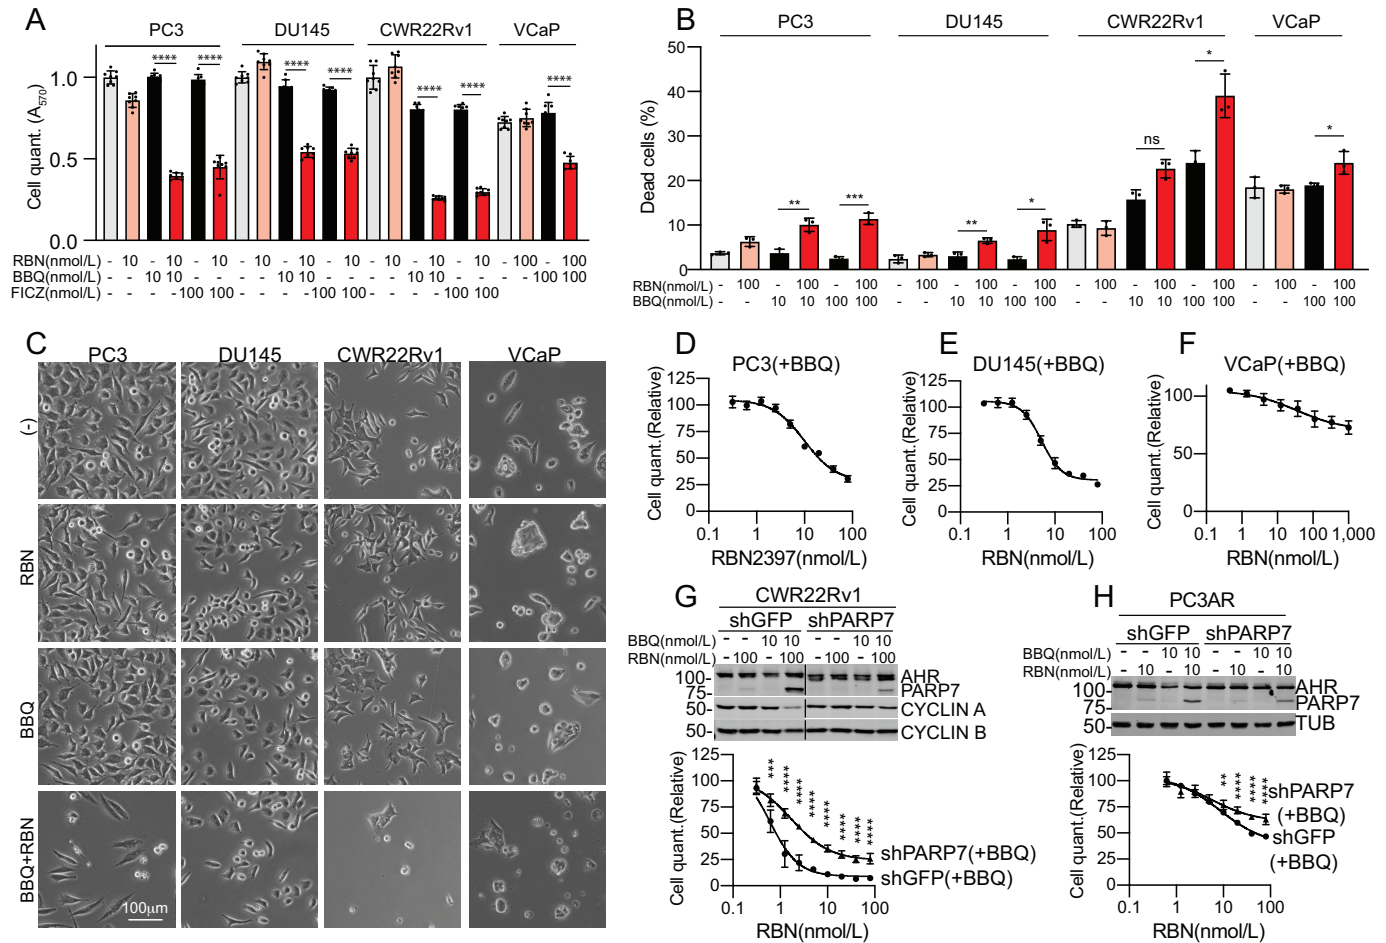 A
PC3 DU145 CWR22Rv1 VCaP
Cell quant. (A570)
1.0
0.5
0.0
**** **** **** **** **** **** ****
RBN(nmol/L) - 10 - 10 - 10 - 10 - 10 - 10 - 10 - 10 - 10 - 100 - 100
BBQ(nmol/L) - - 10 10 - - - - 10 10 - - - - 10 10 - - - - 100 100
FICZ(nmol/L) - - - - 100 100 - - - - 100 100 - - - - 100 100 - - - -
B
PC3 DU145 CWR22Rv1 VCaP
Dead cells (%)
50
40
30
20
10
0
** *** ** * ns * *
RBN(nmol/L) - 100 - 100 - 100 - 100 - 100 - 100 - 100 - 100 - 100 - 100 - 100
BBQ(nmol/L) - - 10 10 100 100 - - 10 10 100 100 - - 10 10 100 100 - - 100 100
C
PC3 DU145 CWR22Rv1 VCaP
(-)
RBN
BBQ
BBQ+RBN
100μm
D
PC3(+BBQ)
Cell quant.(Relative)
125
100
75
50
25
0
0.1 1 10 100
RBN2397(nmol/L)
E
DU145(+BBQ)
Cell quant.(Relative)
125
100
75
50
25
0
0.1 1 10 100
RBN(nmol/L)
F
VCaP(+BBQ)
Cell quant.(Relative)
100
50
0
0.1 1 10 100 1,000
RBN(nmol/L)
G
CWR22Rv1
shGFP shPARP7
BBQ(nmol/L) - - 10 10 - - 10 10
RBN(nmol/L) - 100 - 100 - 100 - 100
100- AHR
75- PARP7
50- CYCLIN A
50- CYCLIN B
Cell quant.(Relative)
125
100
75
50
25
0
*** **** **** **** **** **** **** ****
shPARP7(+BBQ)
shGFP(+BBQ)
0.1 1 10 100
RBN(nmol/L)
H
PC3AR
shGFP shPARP7
BBQ(nmol/L) - - 10 10 - - 10 10
RBN(nmol/L) - 10 - 10 - 10 - 10
100- AHR
75- PARP7
50- TUB
Cell quant.(Relative)
125
100
75
50
25
0
** **** **** ****
shPARP7
(+BBQ)
shGFP
(+BBQ)
0.1 1 10 100
RBN(nmol/L)